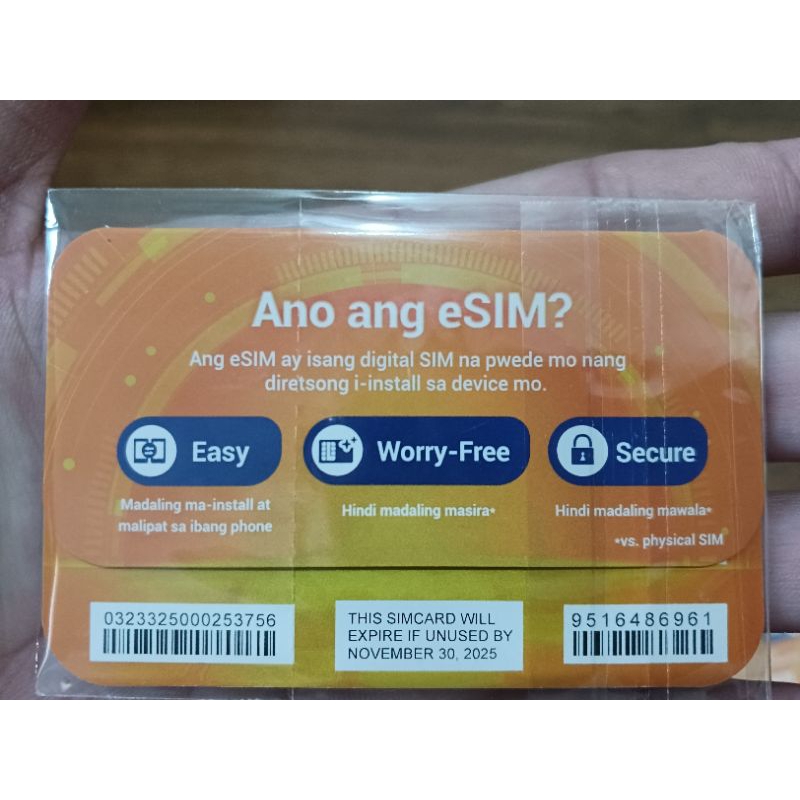 Ano ang eSIM?
Ang eSIM ay isang digital SIM na pwede mo nang
diretsong i-install sa device mo.
Easy
Worry-Free
Secure
Madaling ma-install at
malipat sa ibang phone
Hindi madaling masira*
Hindi madaling mawala*
*vs. physical SIM
0323325000253756
THIS SIMCARD WILL
EXPIRE IF UNUSED BY
NOVEMBER 30, 2025
9516486961